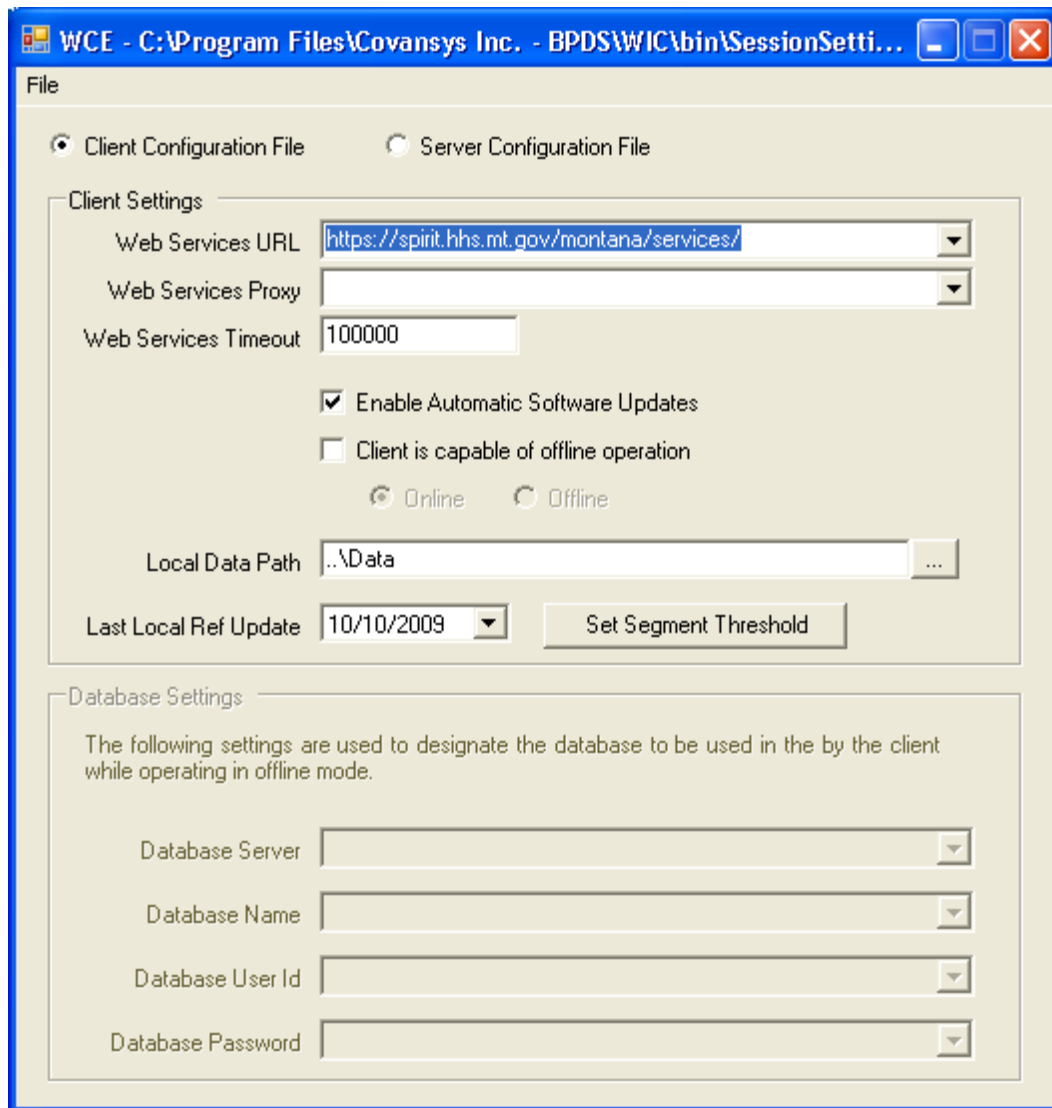 WCE - C:\Program Files\Covansys Inc. - BPDS\WIC\bin\SessionSetti...
File
Client Configuration File Server Configuration File
Client Settings
Web Services URL https://spirit.hhs.mt.gov/montana/services/
Web Services Proxy
Web Services Timeout 100000
Enable Automatic Software Updates
Client is capable of offline operation
Online Offline
Local Data Path ..\Data ...
Last Local Ref Update 10/10/2009 Set Segment Threshold
Database Settings
The following settings are used to designate the database to be used in the by the client
while operating in offline mode.
Database Server
Database Name
Database User Id
Database Password